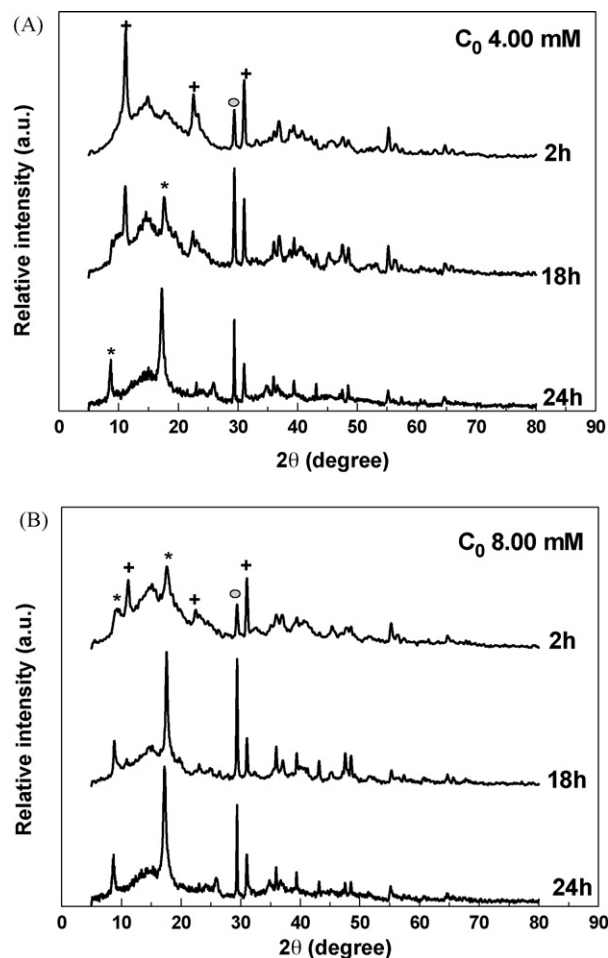 (A)
C₀ 4.00 mM
+
+
+
2h
*
18h
*
24h
Relative intensity (a.u.)
0 10 20 30 40 50 60 70 80 90
2θ (degree)
(B)
C₀ 8.00 mM
*
+
*
+
+
2h
18h
24h
Relative intensity (a.u.)
0 10 20 30 40 50 60 70 80 90
2θ (degree)